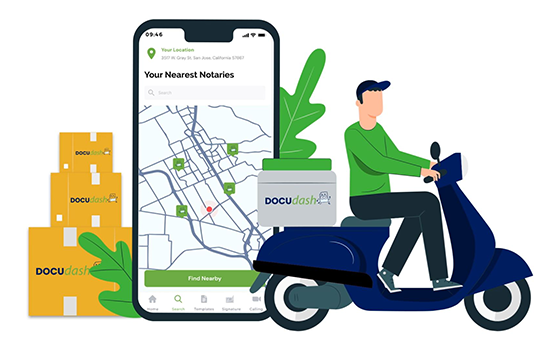 09:46
Your Location
2317 N. Gray St. San Jose, California 57867
Your Nearest Notaries
Search
DOCUdash
DOCUdash
DOCUdash
DOCUdash
Find Nearby
Home
Search
Templates
Signature
Calling